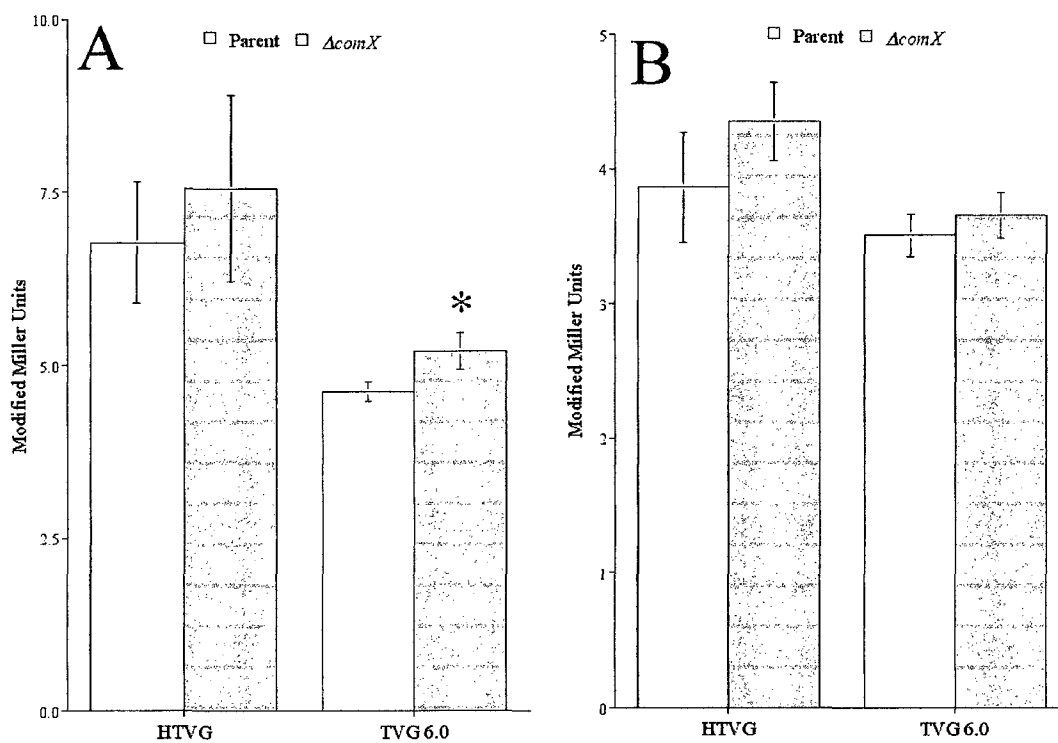 A
Parent ΔcomX
10.0
7.5
5.0
2.5
0.0
Modified Miller Units
*
HTVG TVG 6.0
B
Parent ΔcomX
5
4
3
2
1
0
Modified Miller Units
HTVG TVG 6.0